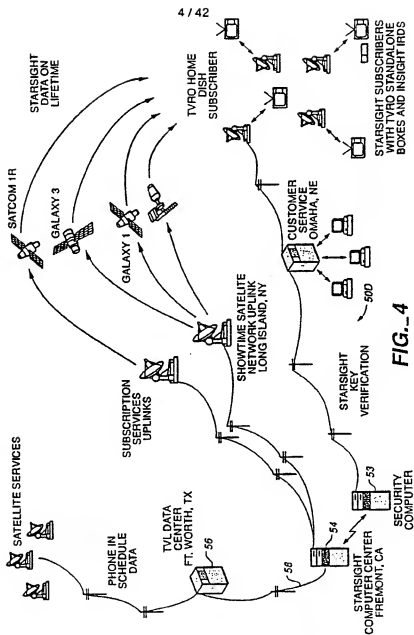 4 / 42
SATELLITE SERVICES
PHONE IN
SCHEDULE
DATA
TVL DATA
CENTER
FT. WORTH, TX
56
58
54
STARSIGHT
COMPUTER CENTER
FREMONT, CA
53
SECURITY
COMPUTER
SUBSCRIPTION
SERVICES
UPLINKS
SHOWTIME SATELITE
NETWORK UPLINK
LONG ISLAND, NY
STARSIGHT
KEY
VERIFICATION
SATCOM 1R
GALAXY 3
GALAXY 1
STARSIGHT
DATA ON
LIFETIME
TVRO HOME
DISH
SUBSCRIBER
CUSTOMER
SERVICE
OMAHA, NE
50D
STARSIGHT SUBSCRIBERS
WITH TVRO STANDALONE
BOXES AND INSIGHT IRDS
FIG._4